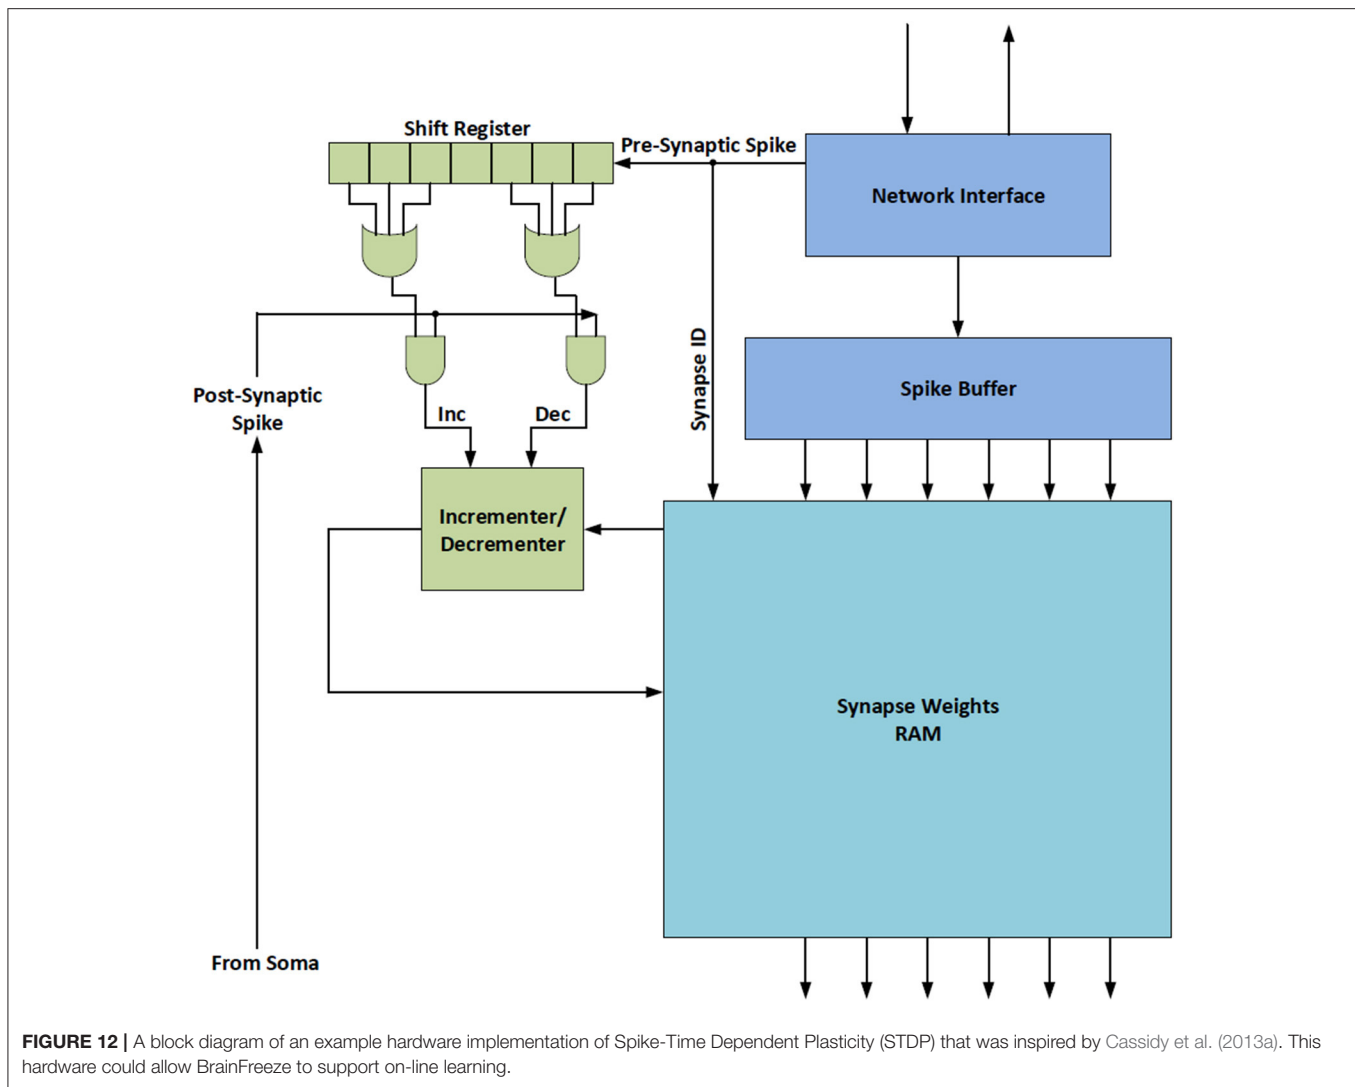 Shift Register
Pre-Synaptic Spike
Network Interface
Synapse ID
Spike Buffer
Post-Synaptic
Spike
Inc
Dec
Incrementer/
Decrementer
Synapse Weights
RAM
From Soma
FIGURE 12 | A block diagram of an example hardware implementation of Spike-Time Dependent Plasticity (STDP) that was inspired by Cassidy et al. (2013a). This
hardware could allow BrainFreeze to support on-line learning.